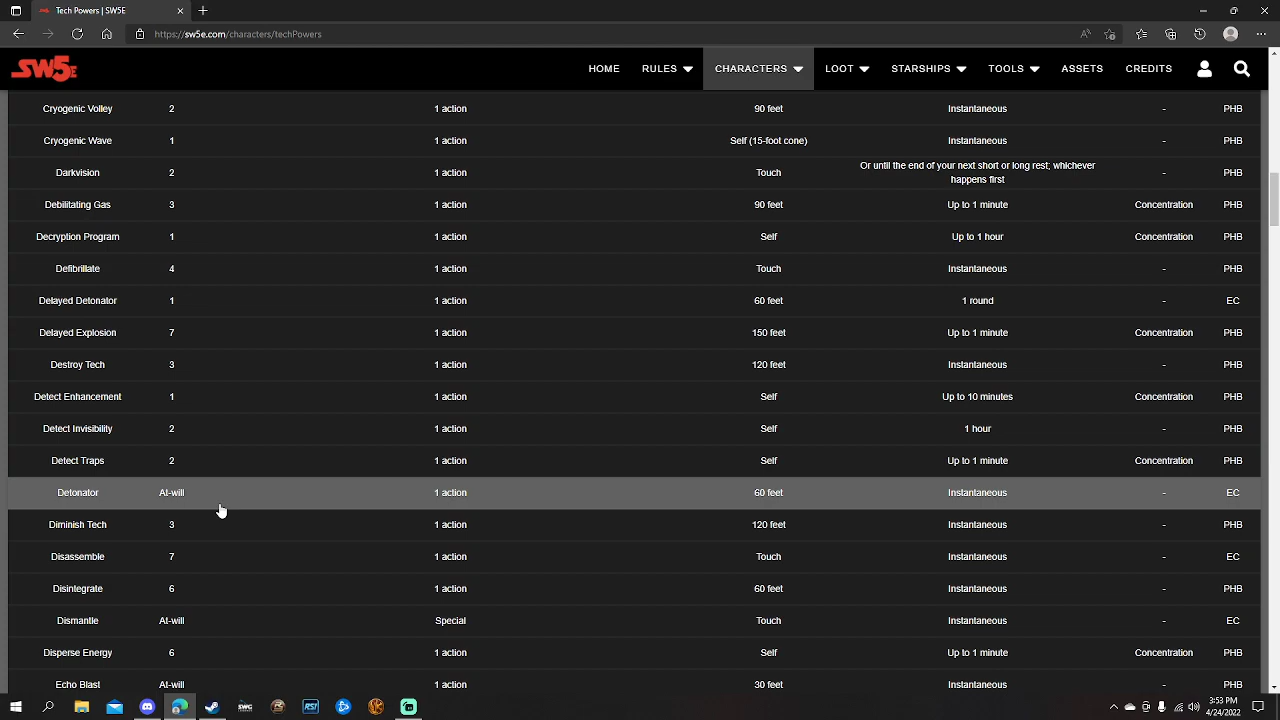 Tech Powers | SW5E
https://sw5e.com/characters/techPowers
SW5E HOME RULES CHARACTERS LOOT STARSHIPS TOOLS ASSETS CREDITS
Cryogenic Volley 2 1 action 90 feet Instantaneous - PHB
Cryogenic Wave 1 1 action Self (15-foot cone) Instantaneous - PHB
Darkvision 2 1 action Touch Or until the end of your next short or long rest; whichever happens first - PHB
Debilitating Gas 3 1 action 90 feet Up to 1 minute Concentration PHB
Decryption Program 1 1 action Self Up to 1 hour Concentration PHB
Defibrillate 4 1 action Touch Instantaneous - PHB
Delayed Detonator 1 1 action 60 feet 1 round - EC
Delayed Explosion 7 1 action 150 feet Up to 1 minute Concentration PHB
Destroy Tech 3 1 action 120 feet Instantaneous - PHB
Detect Enhancement 1 1 action Self Up to 10 minutes Concentration PHB
Detect Invisibility 2 1 action Self 1 hour - PHB
Detect Traps 2 1 action Self Up to 1 minute Concentration PHB
Detonator At-will 1 action 60 feet Instantaneous - EC
Diminish Tech 3 1 action 120 feet Instantaneous - PHB
Disassemble 7 1 action Touch Instantaneous - EC
Disintegrate 6 1 action 60 feet Instantaneous - PHB
Dismantle At-will Special Touch Instantaneous - EC
Disperse Energy 6 1 action Self Up to 1 minute Concentration PHB
Echo Blast At-will 1 action 30 feet Instantaneous - PHB
SWG RSI
3:53 PM
4/24/2022